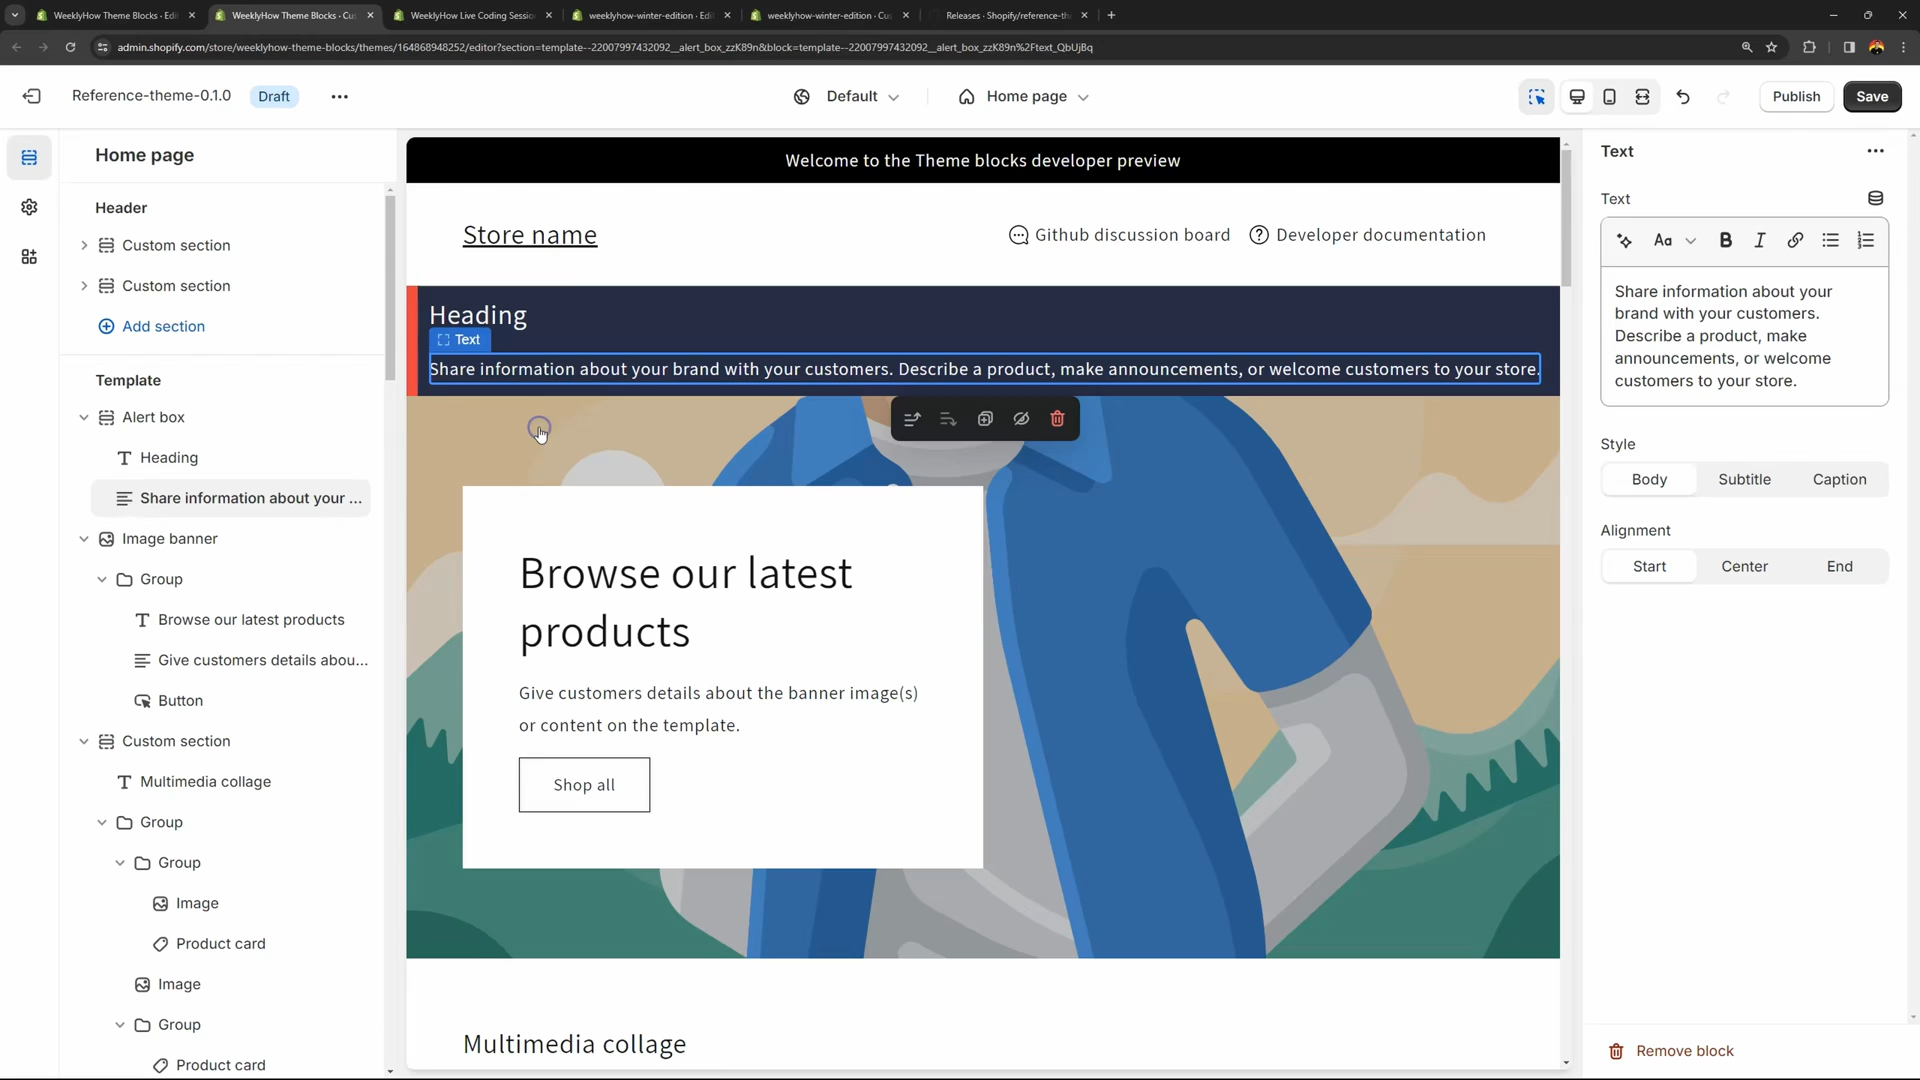 WeeklyHow Theme Blocks · Edi
WeeklyHow Theme Blocks · Cu
WeeklyHow Live Coding Sessio
weeklyhow-winter-edition · Edi
weeklyhow-winter-edition · Cu
Releases · Shopify/reference-th
admin.shopify.com/store/weeklyhow-theme-blocks/themes/164868948252/editor?section=template--22007997432092__alert_box_zzK89n&block=template--22007997432092__alert_box_zzK89n%2Ftext_QbUjBq
Reference-theme-0.1.0
Draft
Default
Home page
Publish
Save
Home page
Header
Custom section
Custom section
Add section
Template
Alert box
Heading
Share information about your ...
Image banner
Group
Browse our latest products
Give customers details abou...
Button
Custom section
Multimedia collage
Group
Group
Image
Product card
Image
Group
Product card
Welcome to the Theme blocks developer preview
Store name
Github discussion board
Developer documentation
Heading
Text
Share information about your brand with your customers. Describe a product, make announcements, or welcome customers to your store.
Browse our latest
products
Give customers details about the banner image(s)
or content on the template.
Shop all
Multimedia collage
Text
Text
Aa
B
I
Share information about your
brand with your customers.
Describe a product, make
announcements, or welcome
customers to your store.
Style
Body
Subtitle
Caption
Alignment
Start
Center
End
Remove block